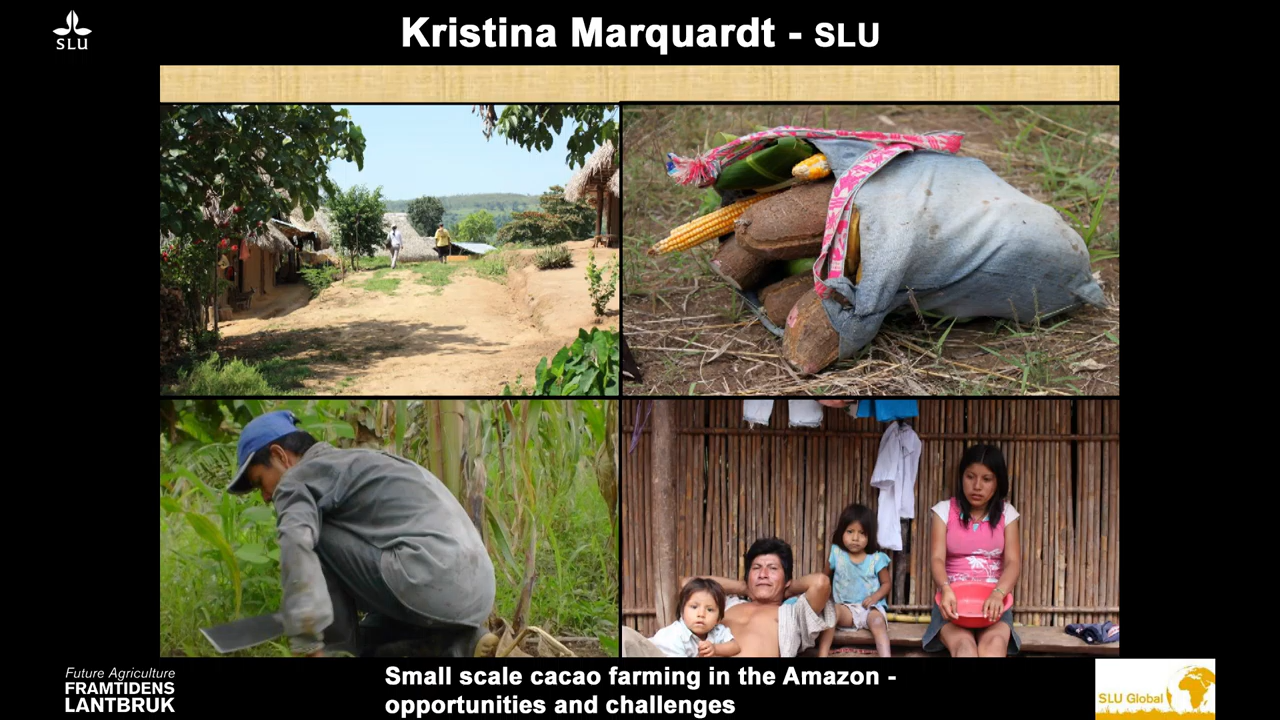 SLU
Kristina Marquardt - SLU
Future Agriculture
FRAMTIDENS
LANTBRUK
Small scale cacao farming in the Amazon -
opportunities and challenges
SLU Global